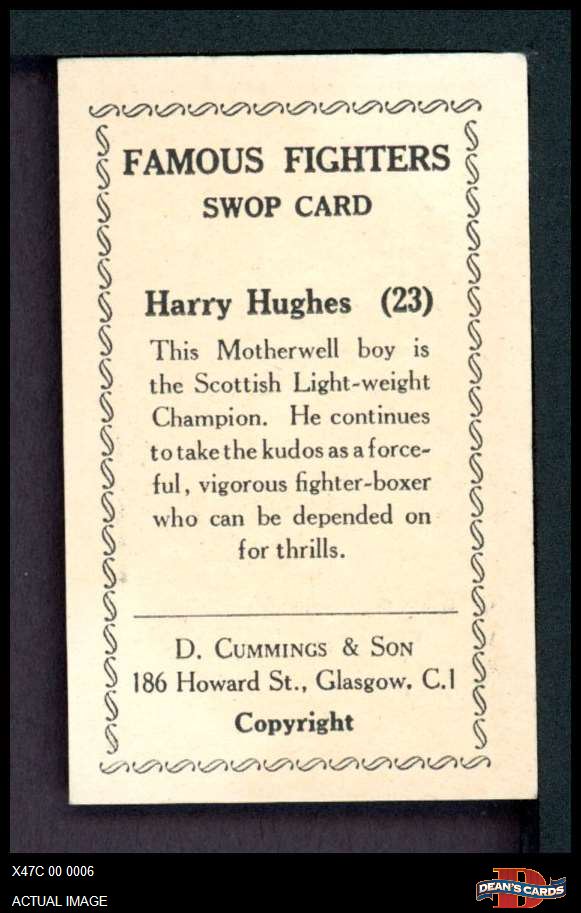 FAMOUS FIGHTERS
SWOP CARD
Harry Hughes (23)
This Motherwell boy is
the Scottish Light-weight
Champion. He continues
to take the kudos as a force-
ful, vigorous fighter-boxer
who can be depended on
for thrills.
D. CUMMINGS & SON
186 Howard St., Glasgow. C.1
Copyright
X47C 00 0006
ACTUAL IMAGE
D
DEAN'S CARDS